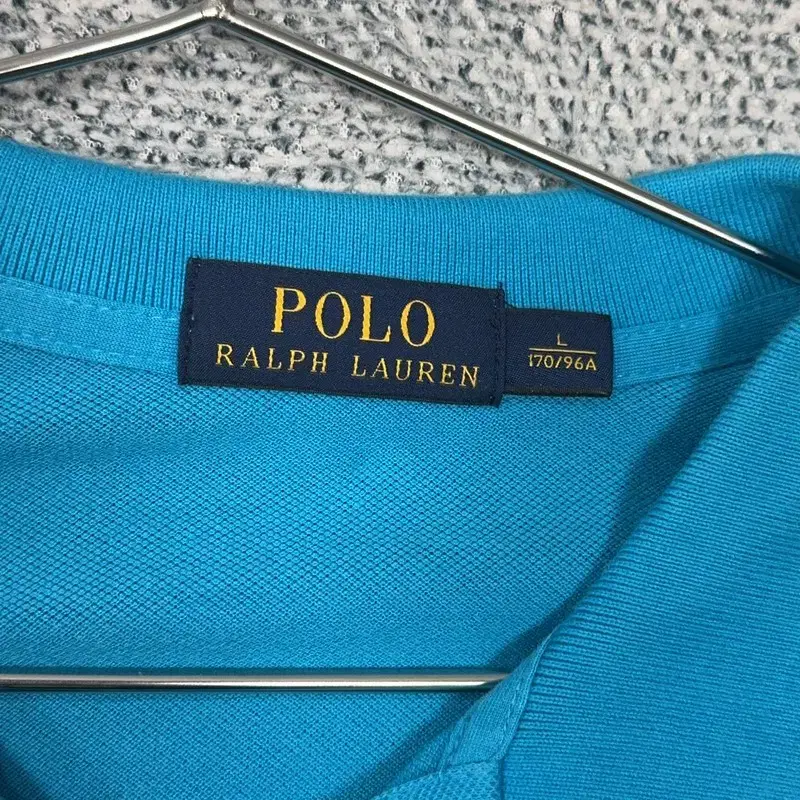 POLO
RALPH LAUREN
L
170/96A